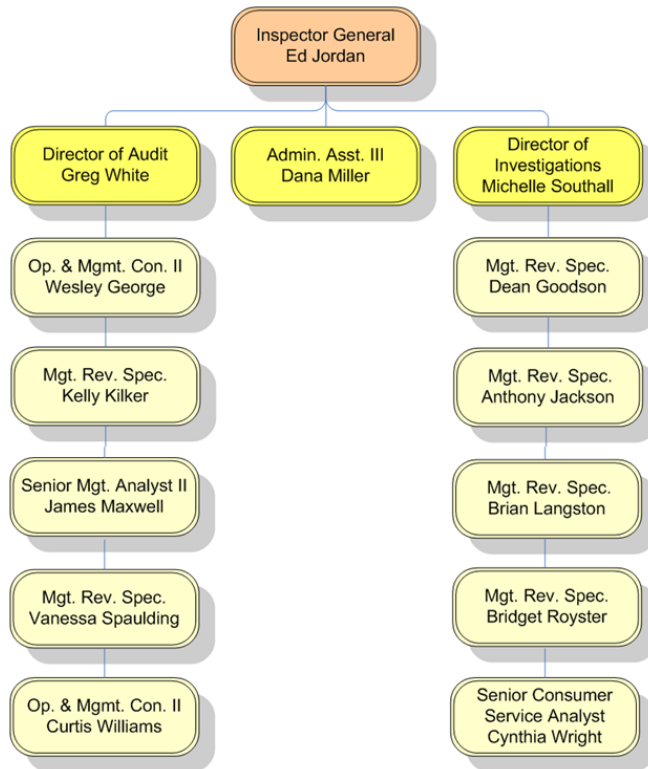 Inspector General
Ed Jordan
Director of Audit
Greg White
Admin. Asst. III
Dana Miller
Director of
Investigations
Michelle Southall
Op. & Mgmt. Con. II
Wesley George
Mgt. Rev. Spec.
Dean Goodson
Mgt. Rev. Spec.
Kelly Kilker
Mgt. Rev. Spec.
Anthony Jackson
Senior Mgt. Analyst II
James Maxwell
Mgt. Rev. Spec.
Brian Langston
Mgt. Rev. Spec.
Vanessa Spaulding
Mgt. Rev. Spec.
Bridget Royster
Op. & Mgmt. Con. II
Curtis Williams
Senior Consumer
Service Analyst
Cynthia Wright